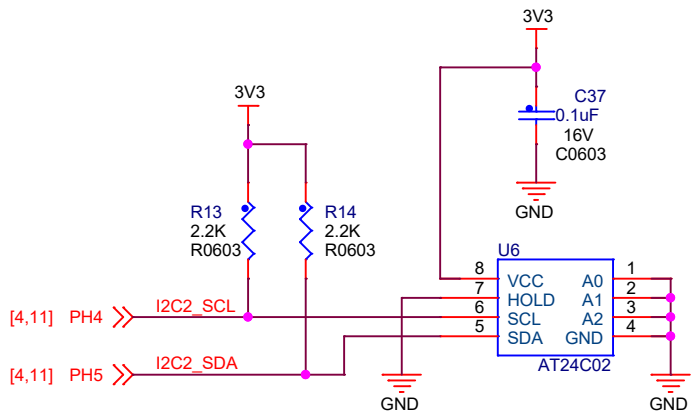 3V3
C37
0.1uF
16V
C0603
GND
3V3
R13
2.2K
R0603
R14
2.2K
R0603
U6
8 VCC A0 1
7 HOLD A1 2
6 SCL A2 3
5 SDA GND 4
AT24C02
[4,11] PH4 I2C2_SCL
[4,11] PH5 I2C2_SDA
GND
GND